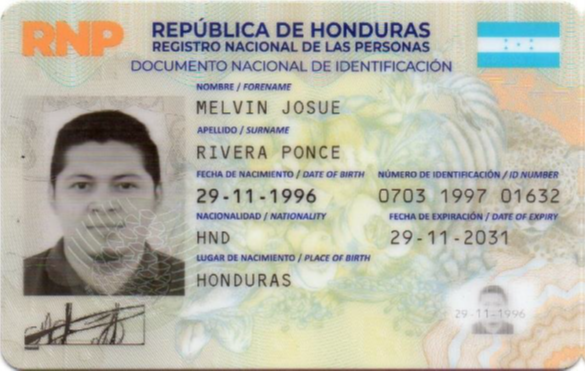 RNP
REPÚBLICA DE HONDURAS
REGISTRO NACIONAL DE LAS PERSONAS
DOCUMENTO NACIONAL DE IDENTIFICACIÓN
NOMBRE / FORENAME
MELVIN JOSUE
APELLIDO / SURNAME
RIVERA PONCE
FECHA DE NACIMIENTO / DATE OF BIRTH NÚMERO DE IDENTIFICACIÓN / ID NUMBER
29-11-1996 0703 1997 01632
NACIONALIDAD / NATIONALITY FECHA DE EXPIRACIÓN / DATE OF EXPIRY
HND 29-11-2031
LUGAR DE NACIMIENTO / PLACE OF BIRTH
HONDURAS
29-11-1996